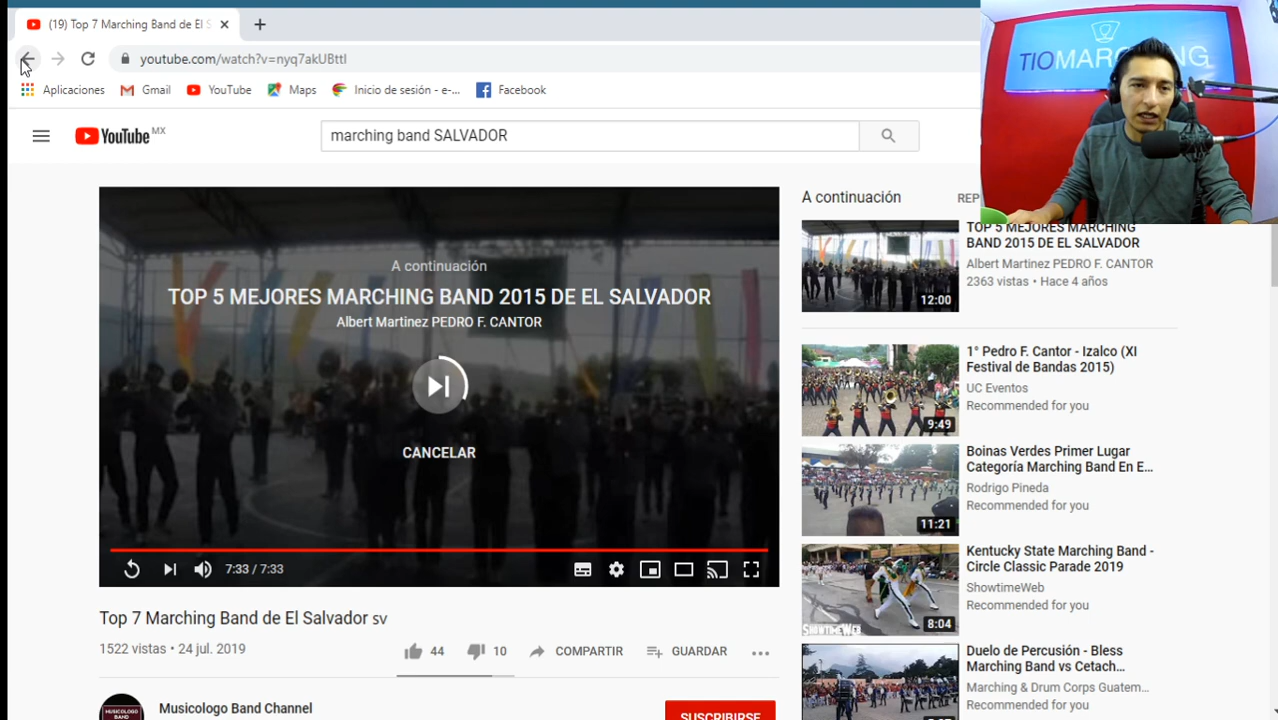 (19) Top 7 Marching Band de El S
youtube.com/watch?v=nyq7akUBttI
Aplicaciones
Gmail
YouTube
Maps
Inicio de sesión - e-...
Facebook
TIOMARCHING
YouTube MX
marching band SALVADOR
A continuación
TOP 5 MEJORES MARCHING BAND 2015 DE EL SALVADOR
Albert Martinez PEDRO F. CANTOR
CANCELAR
7:33 / 7:33
Top 7 Marching Band de El Salvador sv
1522 vistas • 24 jul. 2019
44
10
COMPARTIR
GUARDAR
Musicologo Band Channel
SUSCRIBIRSE
A continuación
REP
TOP 5 MEJORES MARCHING
BAND 2015 DE EL SALVADOR
Albert Martinez PEDRO F. CANTOR
2363 vistas • Hace 4 años
12:00
1° Pedro F. Cantor - Izalco (XI
Festival de Bandas 2015)
UC Eventos
Recommended for you
9:49
Boinas Verdes Primer Lugar
Categoría Marching Band En E...
Rodrigo Pineda
Recommended for you
11:21
Kentucky State Marching Band -
Circle Classic Parade 2019
ShowtimeWeb
Recommended for you
SHOWTIMEWEB
8:04
Duelo de Percusión - Bless
Marching Band vs Cetach...
Marching & Drum Corps Guatem...
Recommended for you